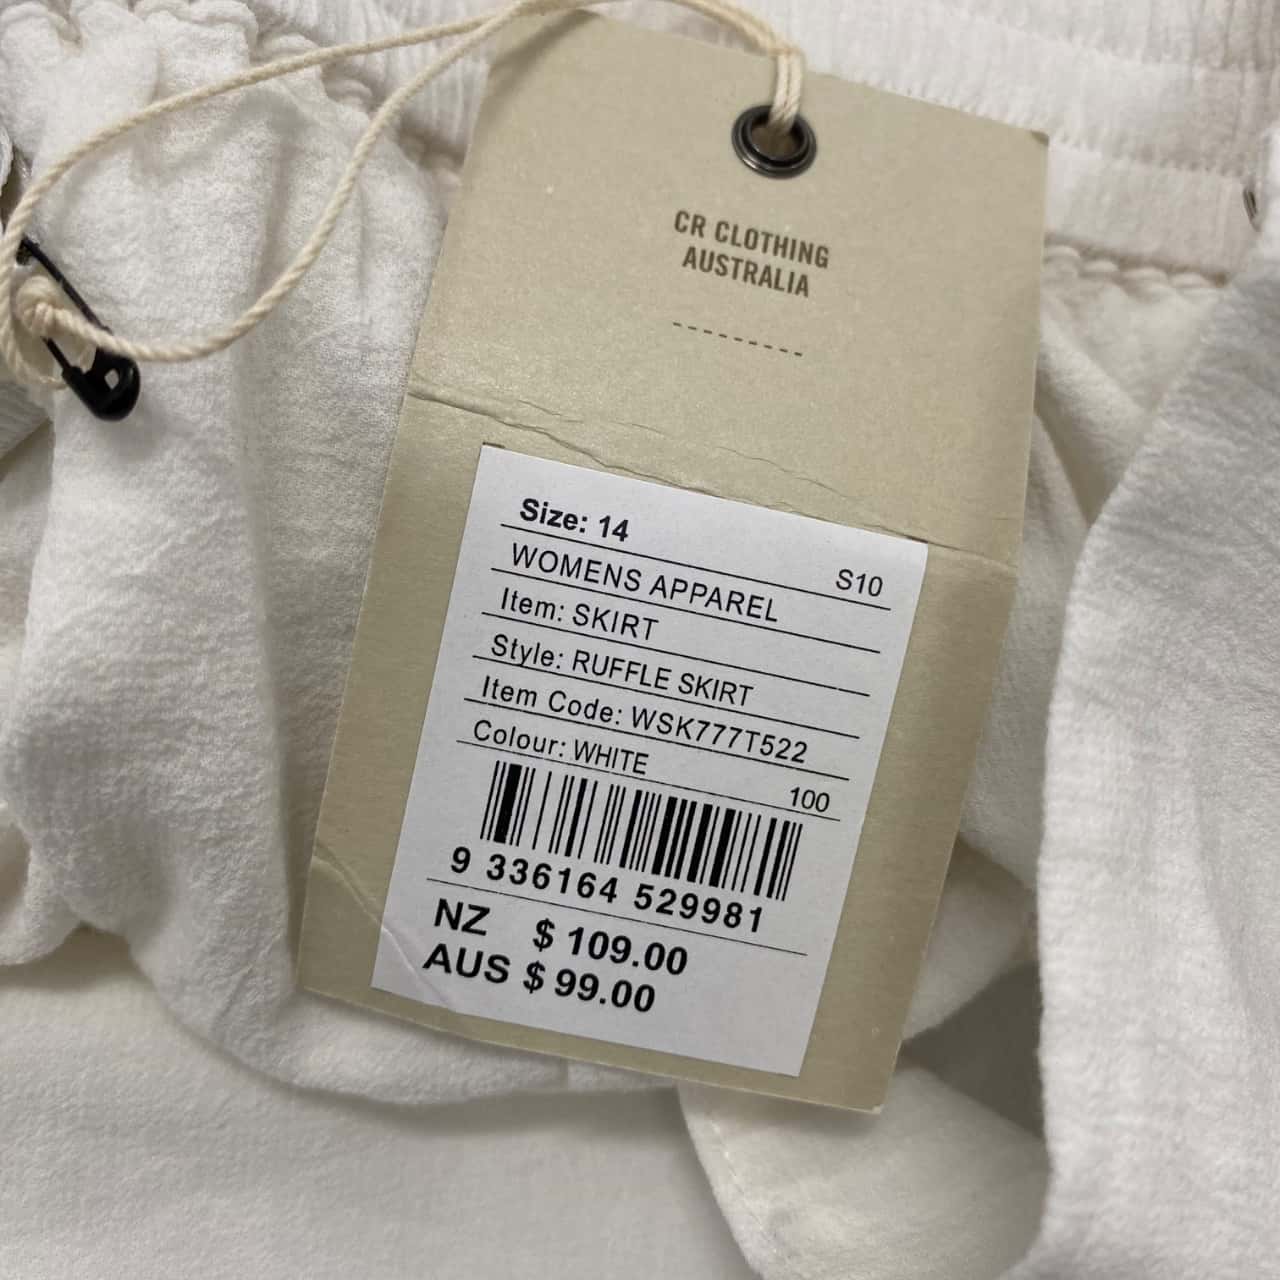 CR CLOTHING
AUSTRALIA
Size: 14
S10
WOMENS APPAREL
Item: SKIRT
Style: RUFFLE SKIRT
Item Code: WSK777T522
Colour: WHITE
100
9 336164 529981
NZ $ 109.00
AUS $ 99.00